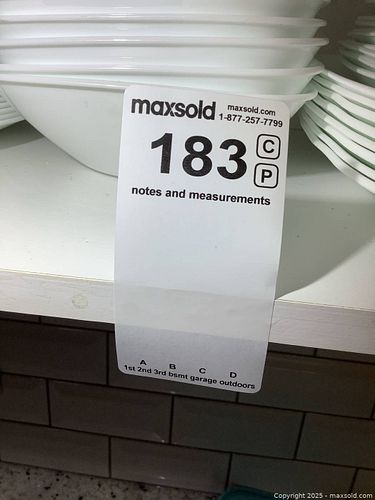 maxsold maxsold.com
1-877-257-7799
183 C
P
notes and measurements
A B C D
1st 2nd 3rd bsmt garage outdoors
Copyright 2025 - maxsold.com